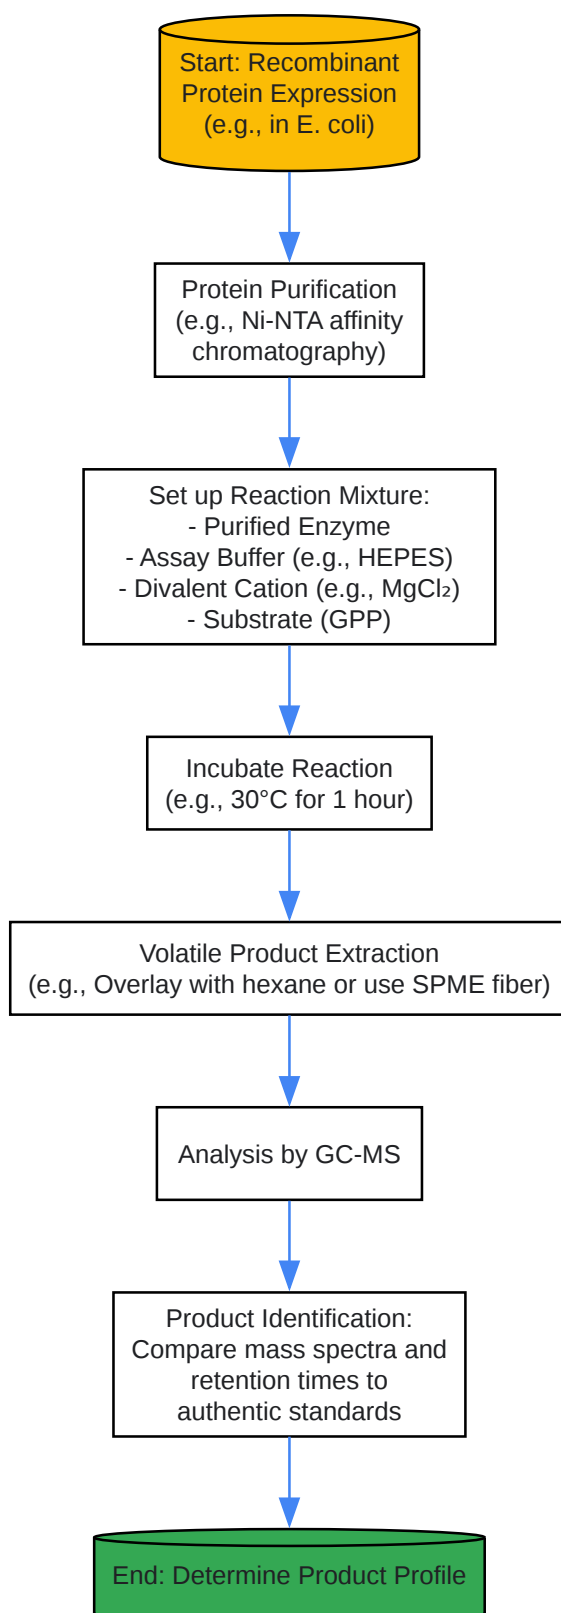 Start: Recombinant
Protein Expression
(e.g., in E. coli)
Protein Purification
(e.g., Ni-NTA affinity
chromatography)
Set up Reaction Mixture:
- Purified Enzyme
- Assay Buffer (e.g., HEPES)
- Divalent Cation (e.g., MgCl₂)
- Substrate (GPP)
Incubate Reaction
(e.g., 30°C for 1 hour)
Volatile Product Extraction
(e.g., Overlay with hexane or use SPME fiber)
Analysis by GC-MS
Product Identification:
Compare mass spectra and
retention times to
authentic standards
End: Determine Product Profile